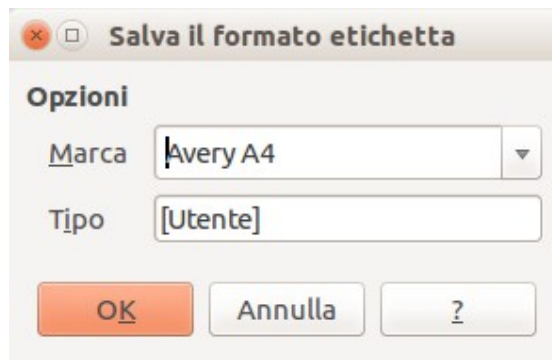 Salva il formato etichetta
Opzioni
Marca Avery A4
Tipo [Utente]
OK Annulla ?